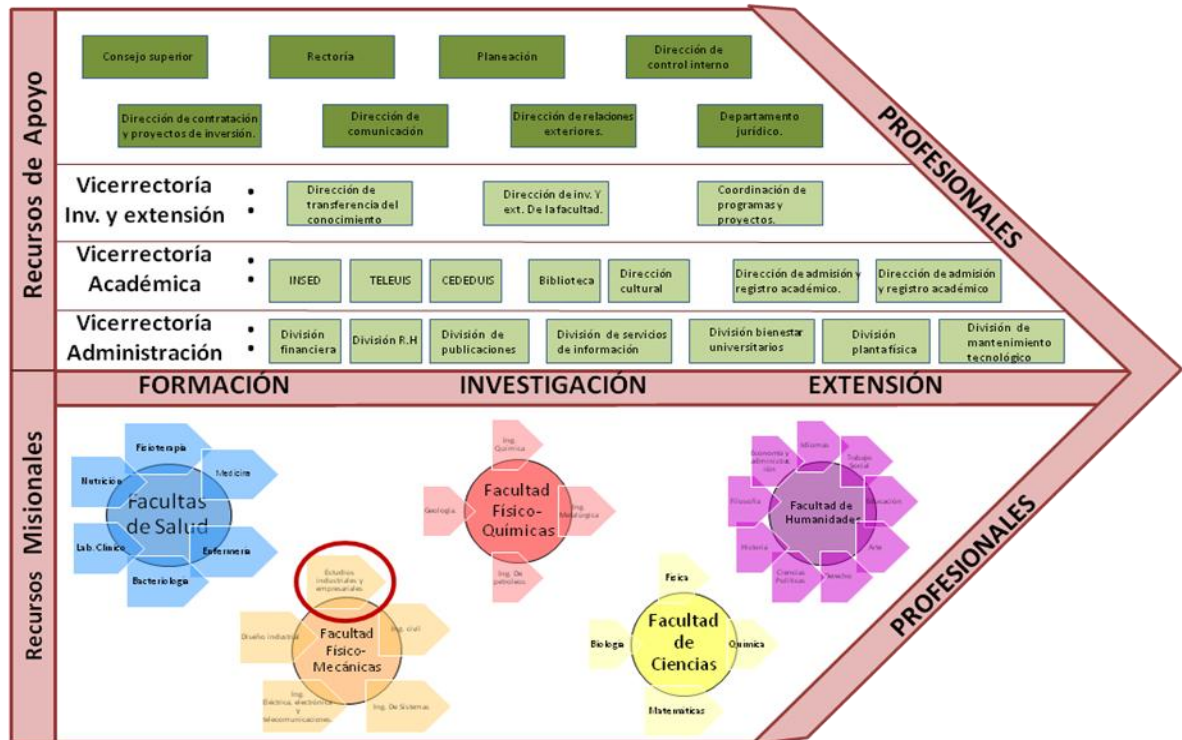 Recursos de Apoyo
Consejo superior
Rectoría
Planeación
Dirección de
control interno
Dirección de contratación
y proyectos de inversión.
Dirección de
comunicación
Dirección de relaciones
exteriores.
Departamento
jurídico.
PROFESIONALES
Vicerrectoría
Inv. y extensión
Dirección de
transferencia del
conocimiento
Dirección de inv. Y
ext. De la facultad.
Coordinación de
programas y
proyectos.
Vicerrectoría
Académica
INSED
TELEUIS
CEDEDUIS
Biblioteca
Dirección
cultural
Dirección de admisión y
registro académico.
Dirección de admisión
y registro académico
Vicerrectoría
Administración
División
financiera
División R.H
División de
publicaciones
División de servicios
de información
División bienestar
universitarios
División
planta física
División de
mantenimiento
tecnológico
FORMACIÓN
INVESTIGACIÓN
EXTENSIÓN
Recursos Misionales
Facultas
de Salud
Fisioterapía
Medicina
Enfermería
Bacteriología
Lab. Clínico
Nutrición
Facultad
Físico-
Mecánicas
Estudios
industriales y
empresariales
Ing. civil
Ing. De Sistemas
Ing.
Eléctrica, electrónica
y
telecomunicaciones.
Diseño industrial
Facultad
Físico-
Químicas
Ing.
Química
Ing.
Metalúrgica
Ing. De
petroleos.
Geología.
Facultad
de
Ciencias
Física
Química
Matemáticas
Biología
Facultad de
Humanidades
Idiomas
Trabajo
Social
Educación
Arte
Derecho
Ciencias
Políticas
Historia
Filosofía
Economía y
administra-
ción
PROFESIONALES